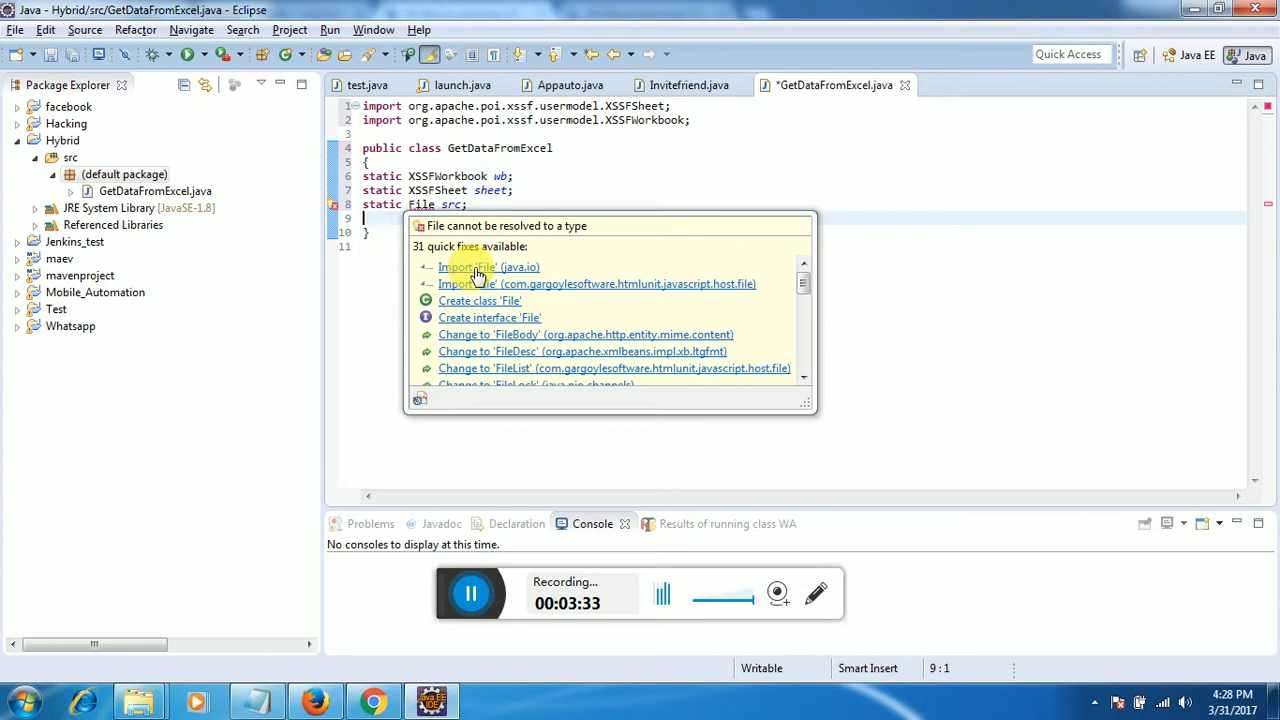 Java - Hybrid/src/GetDataFromExcel.java - Eclipse
File Edit Source Refactor Navigate Search Project Run Window Help
Quick Access
Java EE
Java
Package Explorer
facebook
Hacking
Hybrid
src
(default package)
GetDataFromExcel.java
JRE System Library [JavaSE-1.8]
Referenced Libraries
Jenkins_test
maev
mavenproject
Mobile_Automation
Test
Whatsapp
test.java launch.java Appauto.java Invitefriend.java *GetDataFromExcel.java
1 import org.apache.poi.xssf.usermodel.XSSFSheet;
2 import org.apache.poi.xssf.usermodel.XSSFWorkbook;
3
4 public class GetDataFromExcel
5 {
6 static XSSFWorkbook wb;
7 static XSSFSheet sheet;
8 static File src;
9
10 }
11
File cannot be resolved to a type
31 quick fixes available:
Import 'File' (java.io)
Import 'File' (com.gargoylesoftware.htmlunit.javascript.host.file)
Create class 'File'
Create interface 'File'
Change to 'FileBody' (org.apache.http.entity.mime.content)
Change to 'FileDesc' (org.apache.xmlbeans.impl.xb.ltgfmt)
Change to 'FileList' (com.gargoylesoftware.htmlunit.javascript.host.file)
Change to 'FileLock' (java.nio.channels)
Problems Javadoc Declaration Console Results of running class WA
No consoles to display at this time.
Recording...
00:03:33
Writable Smart Insert 9 : 1
Java EE
IDE
4:28 PM
3/31/2017